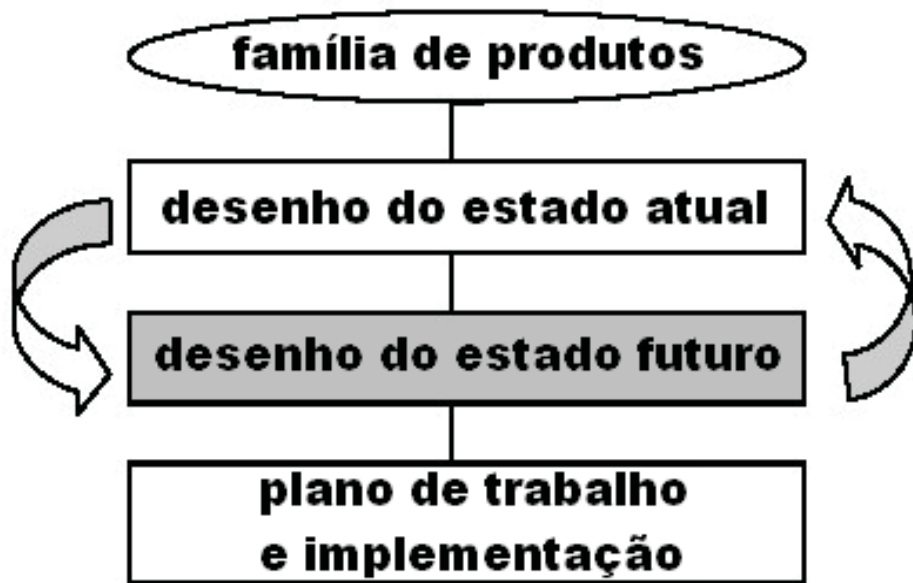 família de produtos
desenho do estado atual
desenho do estado futuro
plano de trabalho
e implementação